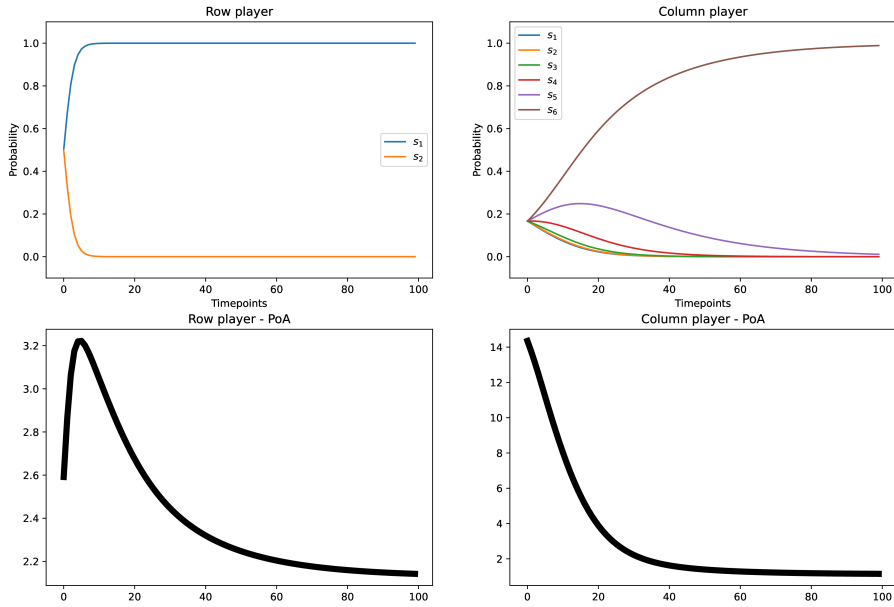 Row player
1.0
0.8
0.6
0.4
0.2
0.0
Probability
s1
s2
0 20 40 60 80 100
Timepoints
Column player
1.0
0.8
0.6
0.4
0.2
0.0
Probability
s1
s2
s3
s4
s5
s6
0 20 40 60 80 100
Timepoints
Row player - PoA
3.2
3.0
2.8
2.6
2.4
2.2
0 20 40 60 80 100
Column player - PoA
14
12
10
8
6
4
2
0 20 40 60 80 100